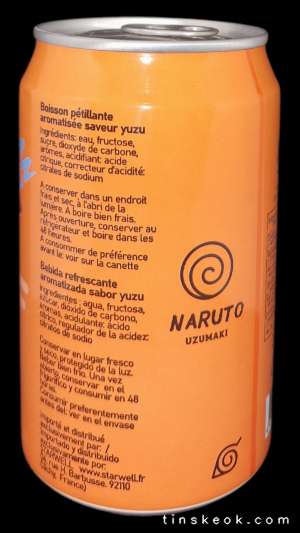 Boisson pétillante
aromatisée saveur yuzu
Ingrédients: eau, fructose,
sucre, dioxyde de carbone,
arômes, acidifiant: acide
citrique, correcteur d'acidité:
citrates de sodium
A conserver dans un endroit
frais et sec, à l'abri de la
lumière. A boire bien frais.
Après ouverture, conserver au
réfrigérateur et boire dans les
48 heures.
A consommer de préférence
avant le: voir sur la canette
Bebida refrescante
aromatizada sabor yuzu
Ingredientes : agua, fructosa,
azúcar, dióxido de carbono,
aromas, acidulante: ácido
cítrico, regulador de la acidez:
citratos de sodio
Conservar en lugar fresco
y seco, protegido de la luz.
Beber bien frío. Una vez
abierto, conservar en el
frigorífico y consumir en 48
horas.
Consumir preferentemente
antes del: ver en el envase
Importé et distribué
exclusivement par: /
Importado y distribuido
exclusivamente por:
STARWELL, www.starwell.fr
H. Barbusse, 92110
Clichy, France)
NARUTO
UZUMAKI
tinskeok.com